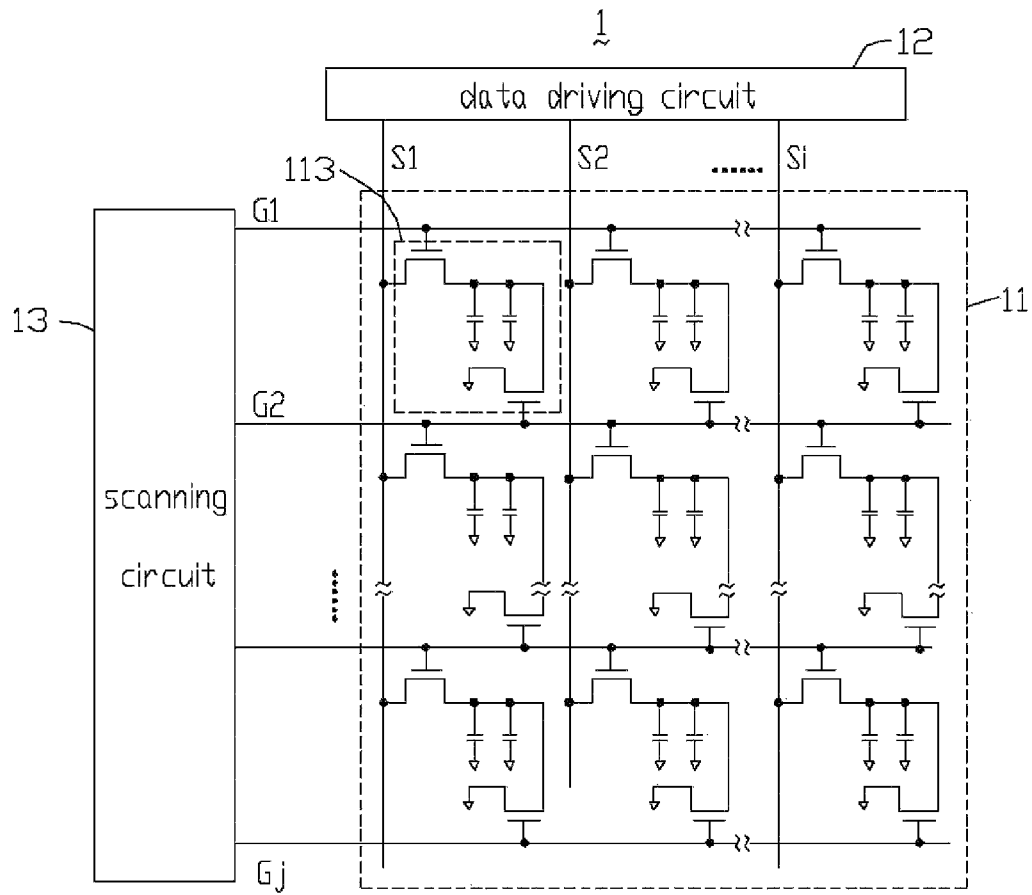 1
12
data driving circuit
S1
S2
......
Si
113
G1
11
13
G2
scanning
circuit
......
Gj